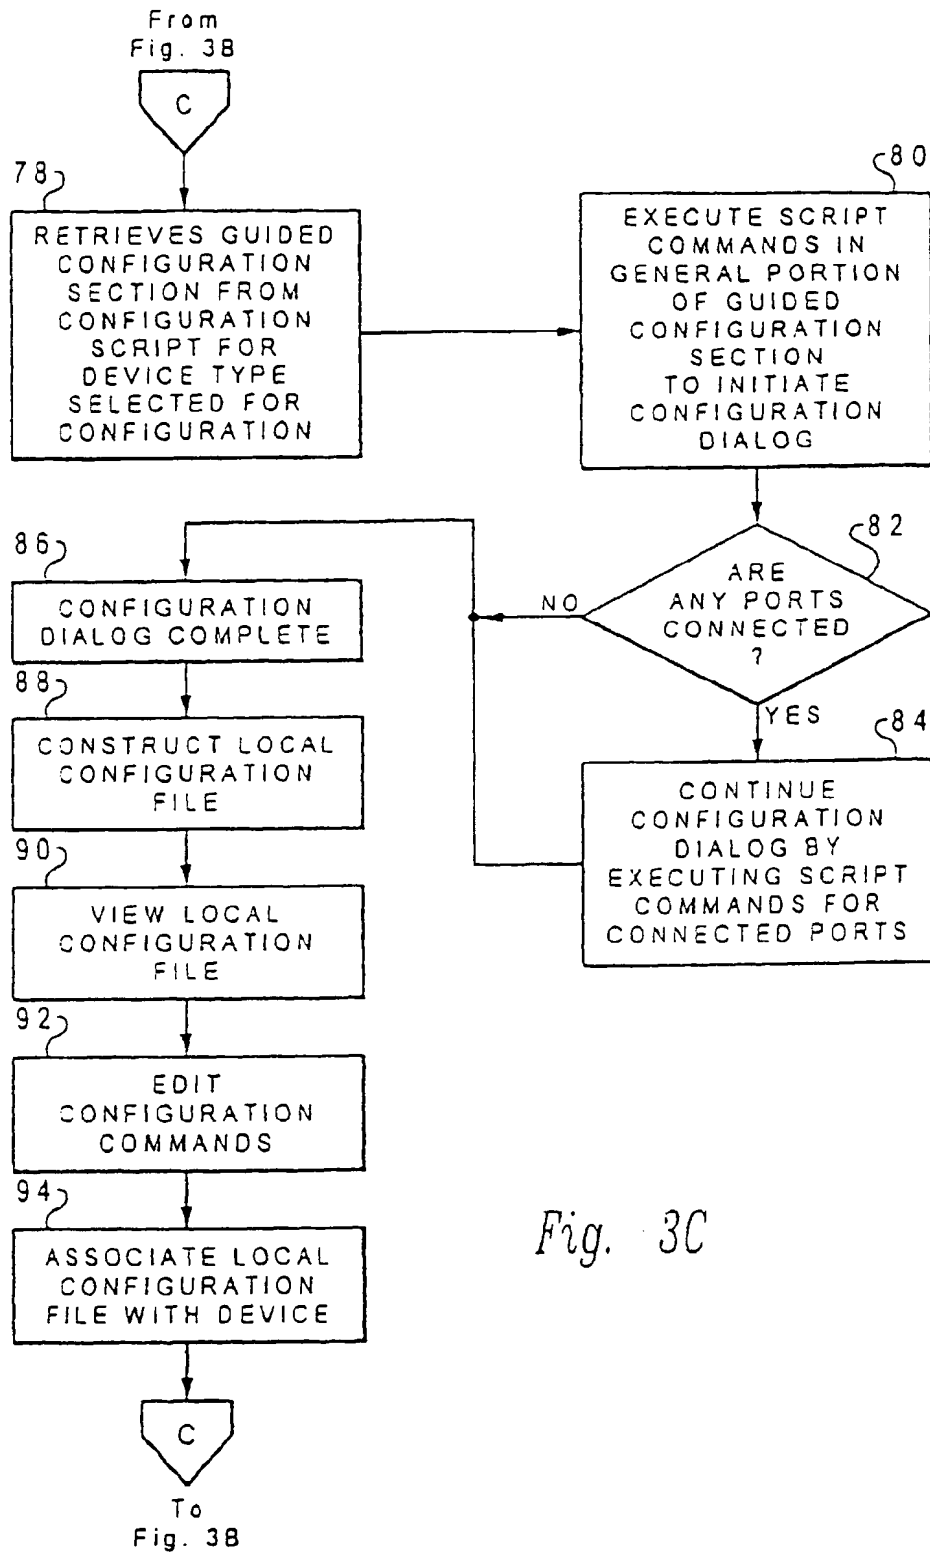 From
Fig. 3B
C
78
RETRIEVES GUIDED
CONFIGURATION
SECTION FROM
CONFIGURATION
SCRIPT FOR
DEVICE TYPE
SELECTED FOR
CONFIGURATION
80
EXECUTE SCRIPT
COMMANDS IN
GENERAL PORTION
OF GUIDED
CONFIGURATION
SECTION
TO INITIATE
CONFIGURATION
DIALOG
82
ARE
ANY PORTS
CONNECTED
?
NO
YES
84
CONTINUE
CONFIGURATION
DIALOG BY
EXECUTING SCRIPT
COMMANDS FOR
CONNECTED PORTS
86
CONFIGURATION
DIALOG COMPLETE
88
CONSTRUCT LOCAL
CONFIGURATION
FILE
90
VIEW LOCAL
CONFIGURATION
FILE
92
EDIT
CONFIGURATION
COMMANDS
94
ASSOCIATE LOCAL
CONFIGURATION
FILE WITH DEVICE
C
To
Fig. 3B
Fig. 3C